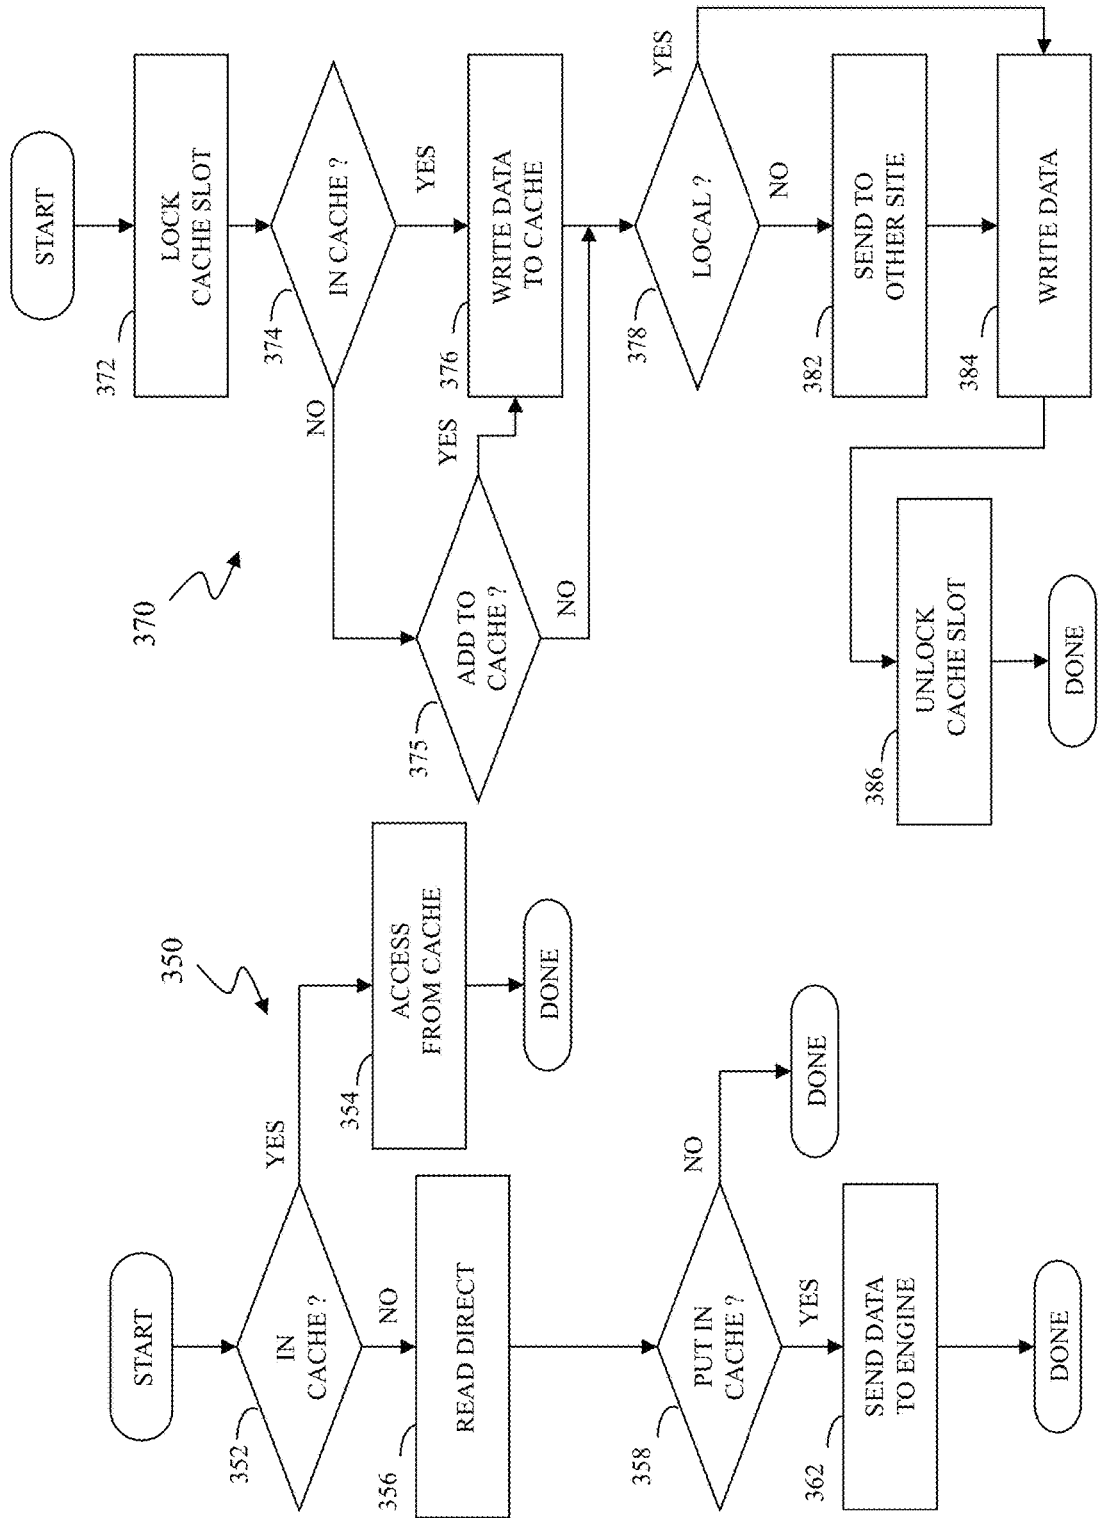 350
START
352
IN
CACHE ?
YES
NO
354
ACCESS
FROM CACHE
DONE
356
READ DIRECT
358
PUT IN
CACHE ?
NO
YES
DONE
362
SEND DATA
TO ENGINE
DONE
370
START
372
LOCK
CACHE SLOT
374
IN CACHE ?
NO
YES
375
ADD TO
CACHE ?
YES
NO
376
WRITE DATA
TO CACHE
378
LOCAL ?
YES
NO
382
SEND TO
OTHER SITE
384
WRITE DATA
386
UNLOCK
CACHE SLOT
DONE